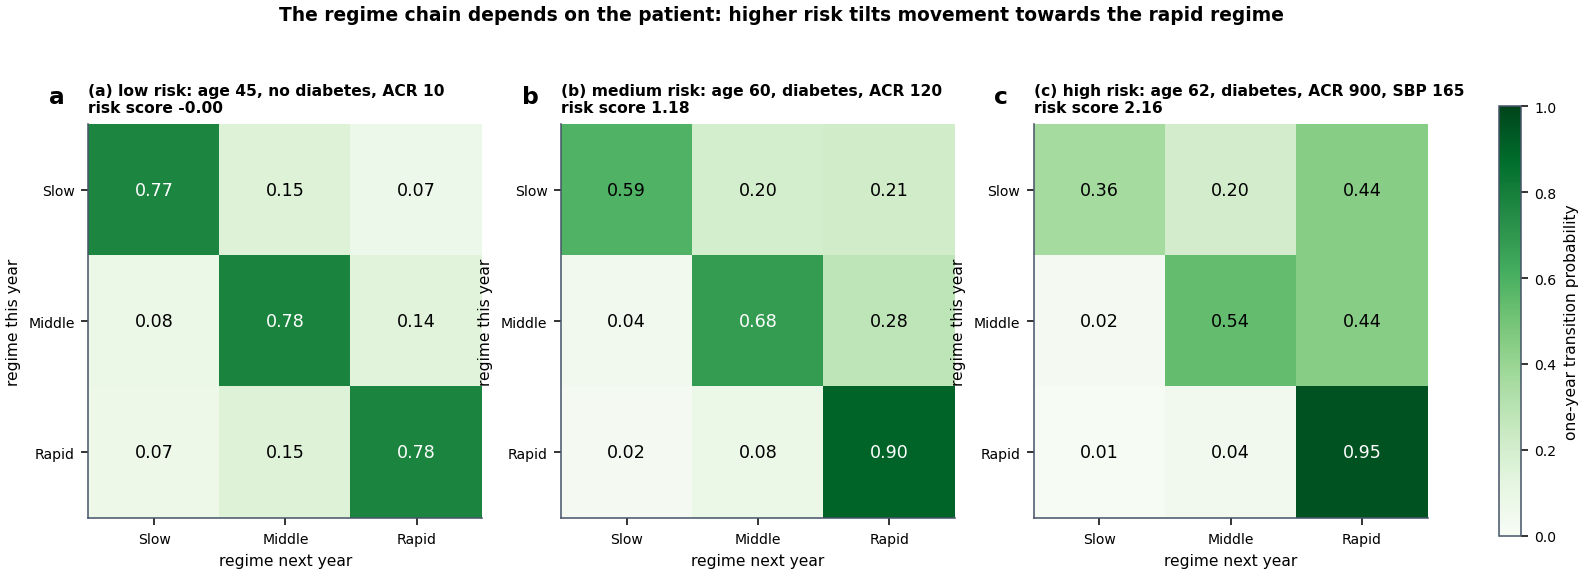 The regime chain depends on the patient: higher risk tilts movement towards the rapid regime
a
(a) low risk: age 45, no diabetes, ACR 10
risk score -0.00
regime this year
Slow
0.77 0.15 0.07
Middle
0.08 0.78 0.14
Rapid
0.07 0.15 0.78
Slow Middle Rapid
regime next year
b
(b) medium risk: age 60, diabetes, ACR 120
risk score 1.18
regime this year
Slow
0.59 0.20 0.21
Middle
0.04 0.68 0.28
Rapid
0.02 0.08 0.90
Slow Middle Rapid
regime next year
c
(c) high risk: age 62, diabetes, ACR 900, SBP 165
risk score 2.16
regime this year
Slow
0.36 0.20 0.44
Middle
0.02 0.54 0.44
Rapid
0.01 0.04 0.95
Slow Middle Rapid
regime next year
1.0
0.8
0.6
0.4
0.2
0.0
one-year transition probability